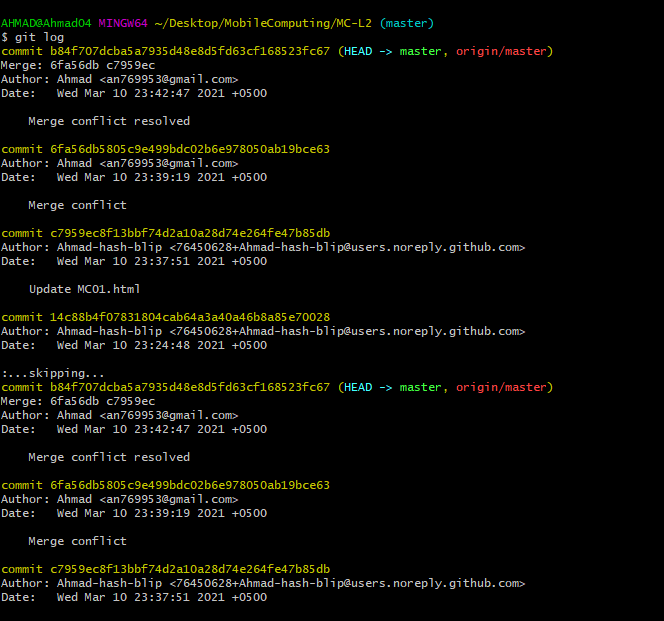 AHMAD@Ahmad04 MINGW64 ~/Desktop/MobileComputing/MC-L2 (master)
$ git log
commit b84f707dcba5a7935d48e8d5fd63cf168523fc67 (HEAD -> master, origin/master)
Merge: 6fa56db c7959ec
Author: Ahmad <an769953@gmail.com>
Date:   Wed Mar 10 23:42:47 2021 +0500

    Merge conflict resolved

commit 6fa56db5805c9e499bdc02b6e978050ab19bce63
Author: Ahmad <an769953@gmail.com>
Date:   Wed Mar 10 23:39:19 2021 +0500

    Merge conflict

commit c7959ec8f13bbf74d2a10a28d74e264fe47b85db
Author: Ahmad-hash-blip <76450628+Ahmad-hash-blip@users.noreply.github.com>
Date:   Wed Mar 10 23:37:51 2021 +0500

    Update MC01.html

commit 14c88b4f07831804cab64a3a40a46b8a85e70028
Author: Ahmad-hash-blip <76450628+Ahmad-hash-blip@users.noreply.github.com>
Date:   Wed Mar 10 23:24:48 2021 +0500

:...skipping...
commit b84f707dcba5a7935d48e8d5fd63cf168523fc67 (HEAD -> master, origin/master)
Merge: 6fa56db c7959ec
Author: Ahmad <an769953@gmail.com>
Date:   Wed Mar 10 23:42:47 2021 +0500

    Merge conflict resolved

commit 6fa56db5805c9e499bdc02b6e978050ab19bce63
Author: Ahmad <an769953@gmail.com>
Date:   Wed Mar 10 23:39:19 2021 +0500

    Merge conflict

commit c7959ec8f13bbf74d2a10a28d74e264fe47b85db
Author: Ahmad-hash-blip <76450628+Ahmad-hash-blip@users.noreply.github.com>
Date:   Wed Mar 10 23:37:51 2021 +0500